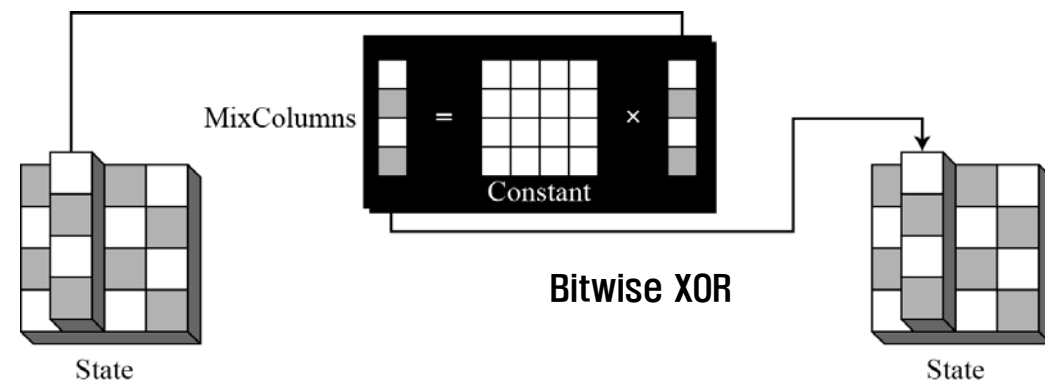 MixColumns
=
×
Constant
Bitwise XOR
State
State